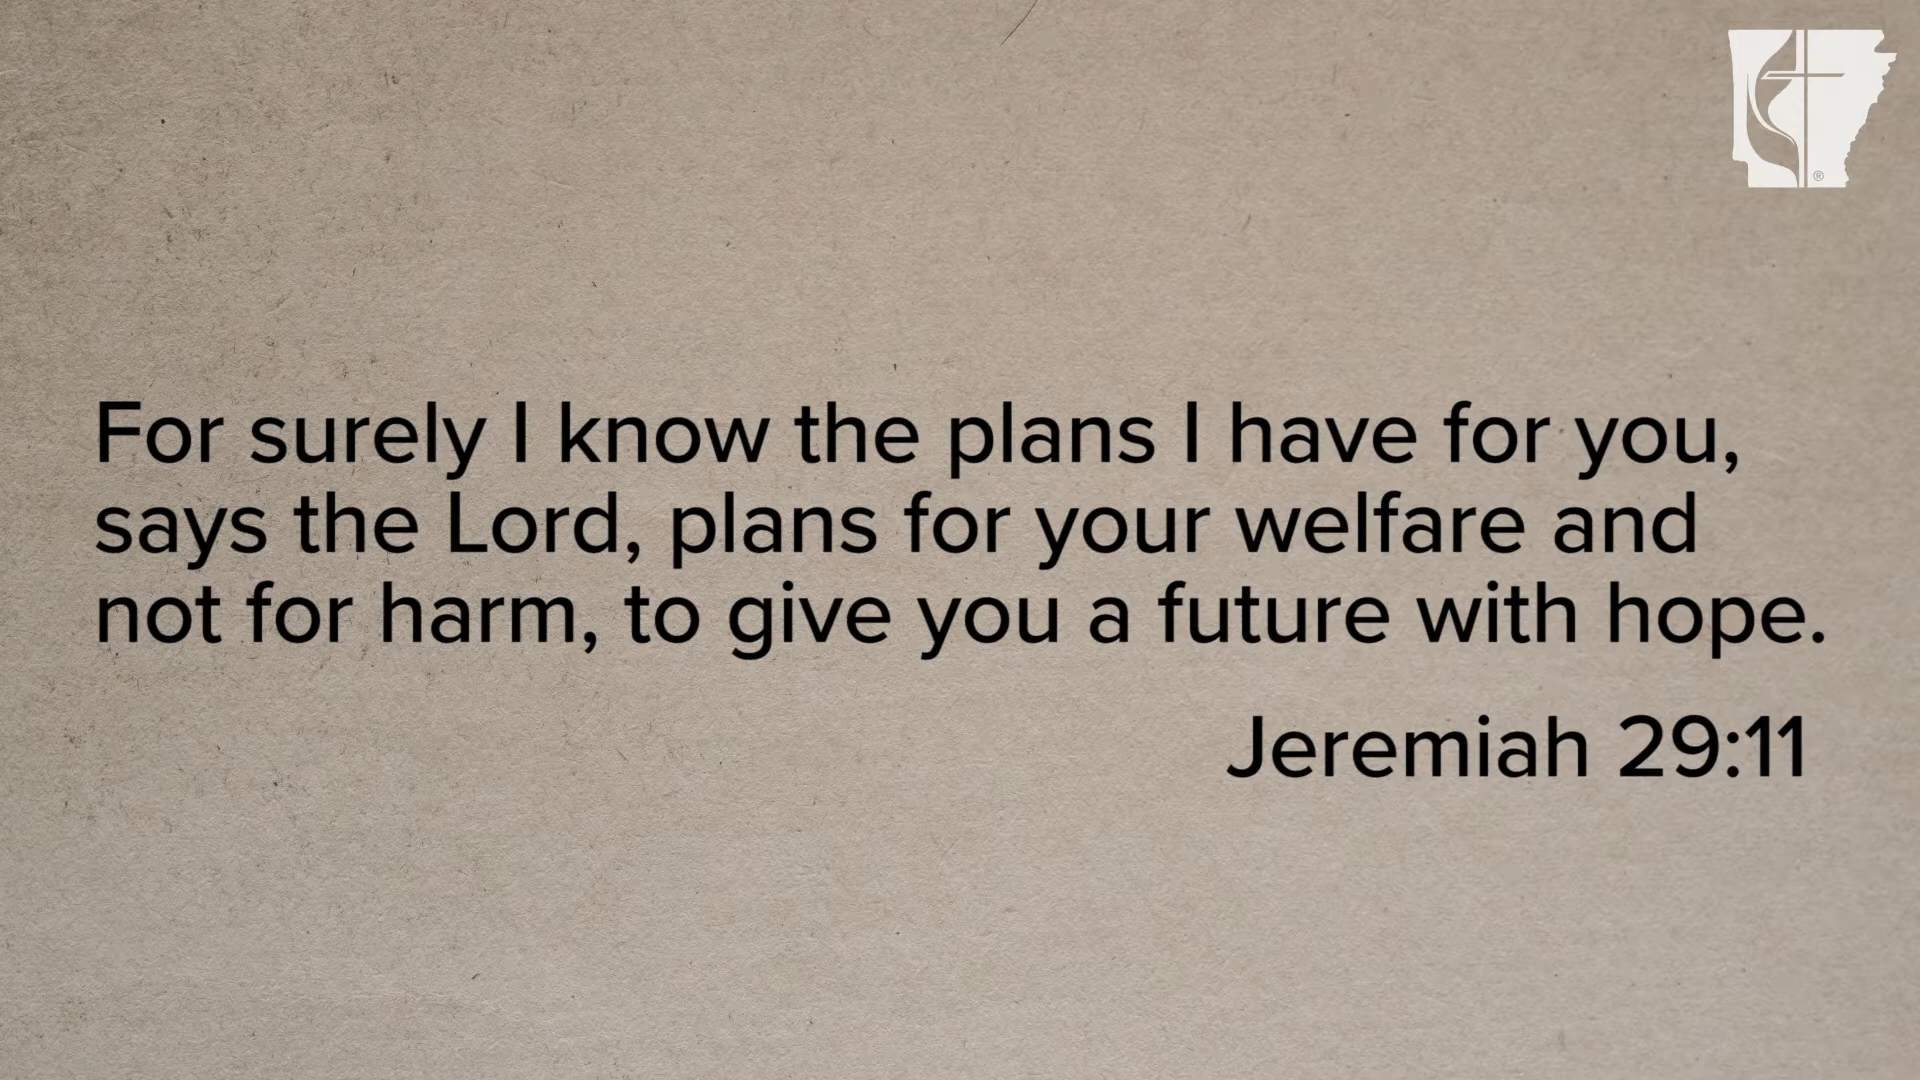 ®
For surely I know the plans I have for you,
says the Lord, plans for your welfare and
not for harm, to give you a future with hope.
Jeremiah 29:11